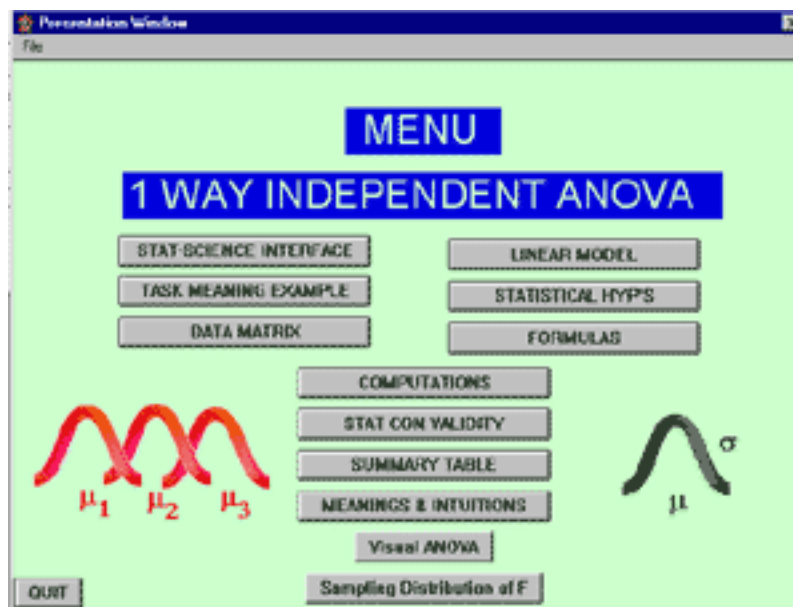 Presentation Window
File
MENU
1 WAY INDEPENDENT ANOVA
STAT-SCIENCE INTERFACE
TASK MEANING EXAMPLE
DATA MATRIX
LINEAR MODEL
STATISTICAL HYP'S
FORMULAS
COMPUTATIONS
STAT CON VALIDITY
SUMMARY TABLE
MEANINGS & INTUITIONS
Visual ANOVA
Sampling Distribution of F
μ1 μ2 μ3
σ
μ
QUIT